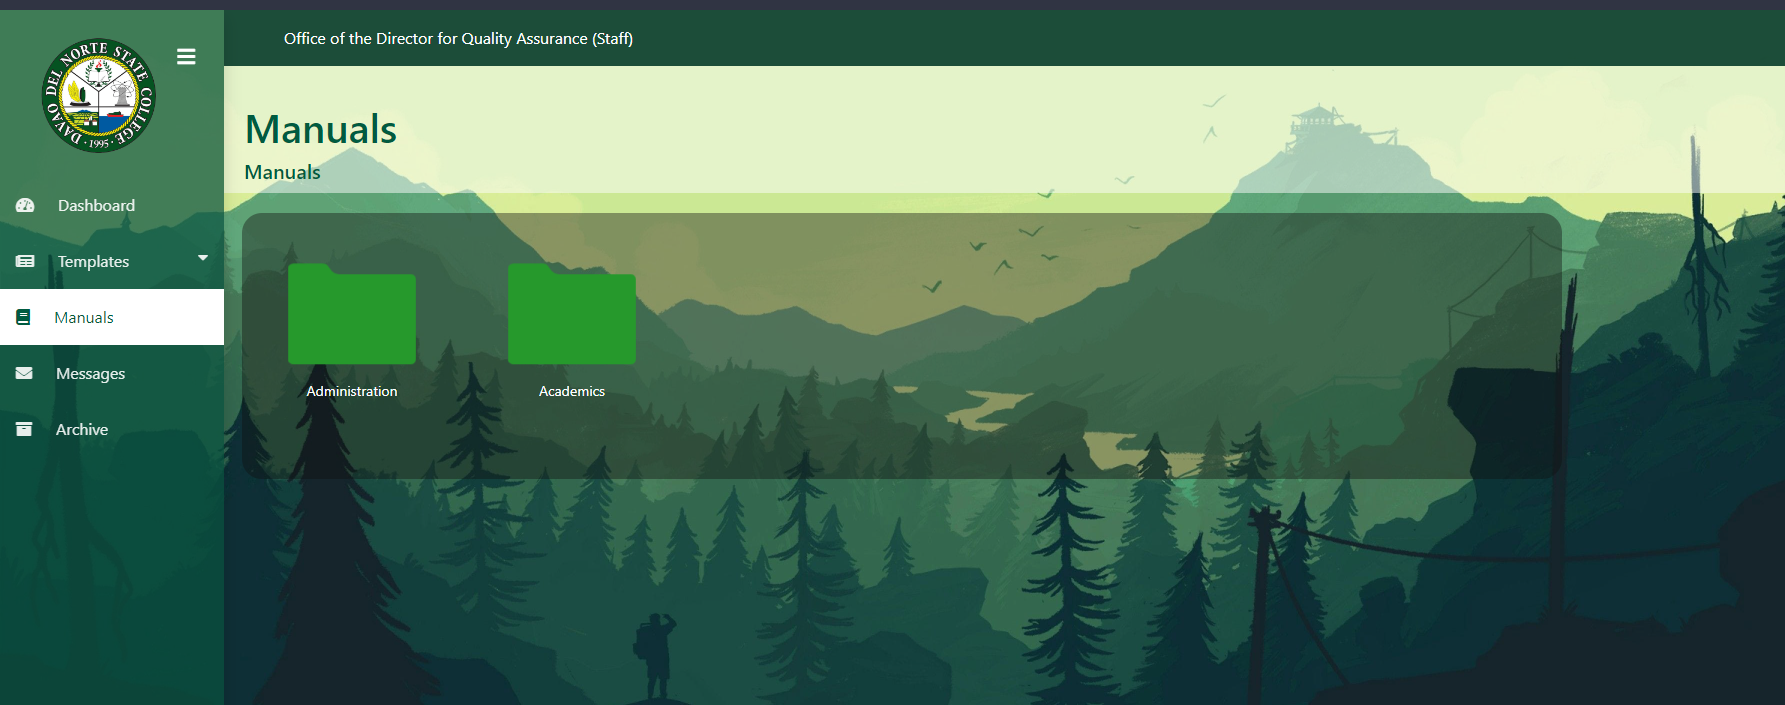 DAVAO DEL NORTE STATE COLLEGE
· 1995 ·
Office of the Director for Quality Assurance (Staff)
Dashboard
Templates
Manuals
Messages
Archive
Manuals
Manuals
Administration
Academics